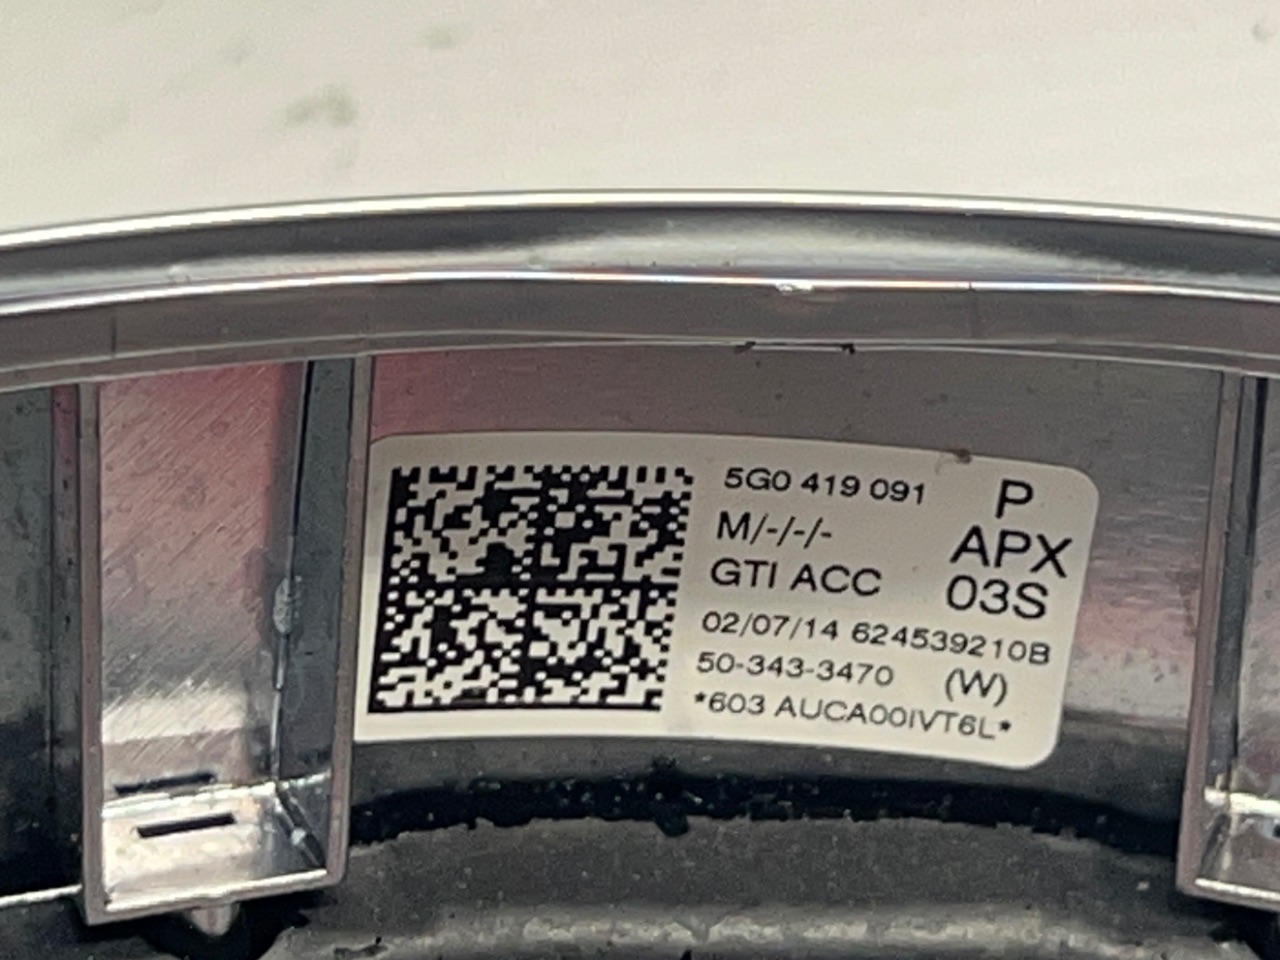 5G0 419 091 P
M/-/-/- APX
GTI ACC 03S
02/07/14 624539210B
50-343-3470 (W)
*603 AUCA00IVT6L*